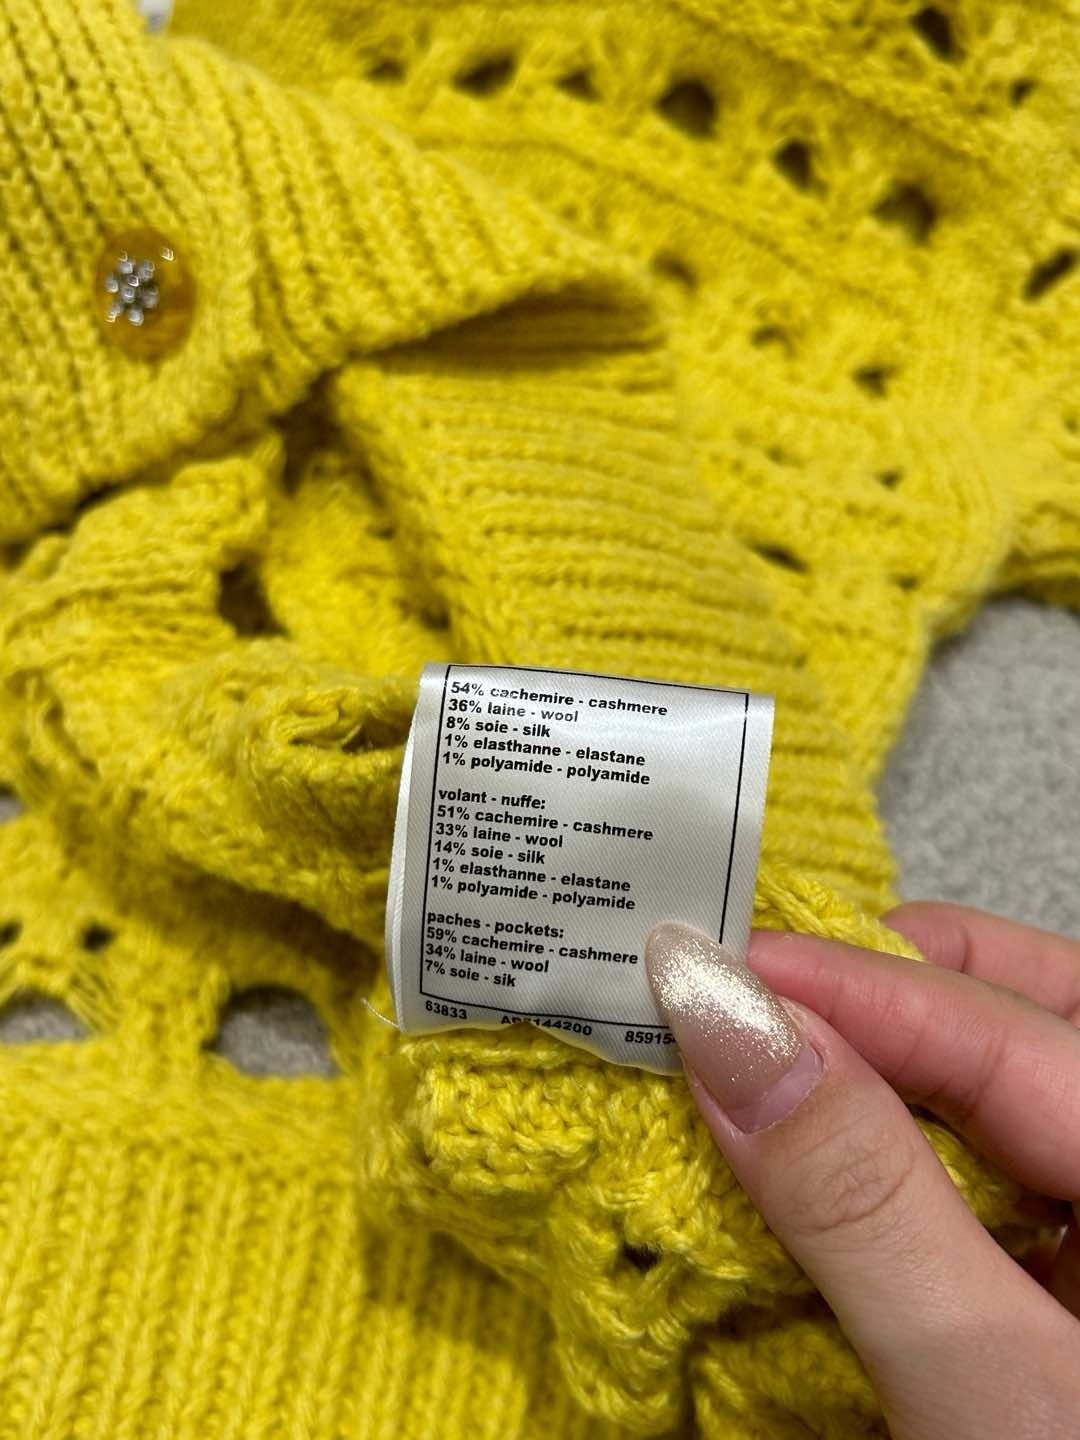 54% cachemire - cashmere
36% laine - wool
8% soie - silk
1% elasthanne - elastane
1% polyamide - polyamide
volant - nuffe:
51% cachemire - cashmere
33% laine - wool
14% soie - silk
1% elasthanne - elastane
1% polyamide - polyamide
paches - pockets:
59% cachemire - cashmere
34% laine - wool
7% soie - sik
63833